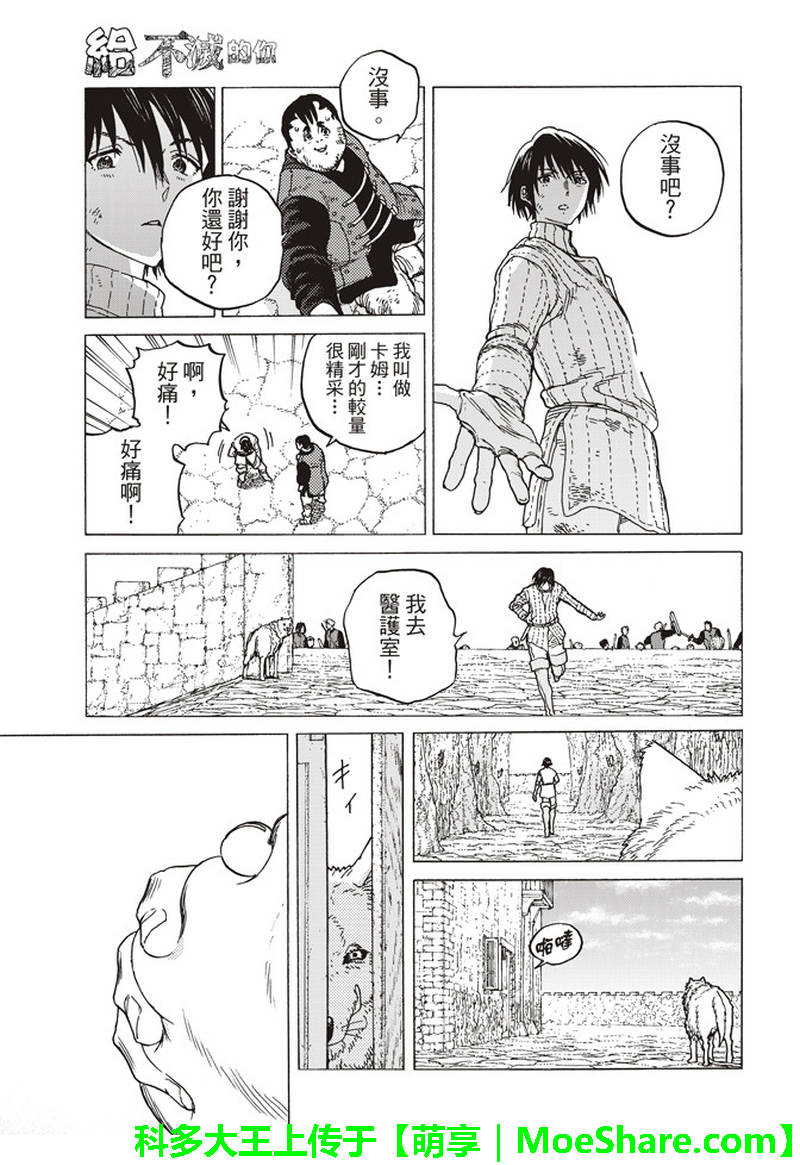 給不滅的你
沒事吧?
沒事。
謝謝你,
你還好吧?
我叫做
卡姆…
剛才的較量
很精采…
啊,
好痛!
好痛啊!
我去
醫護室!
啪噠
ギィ
科多大王上传于【萌享】| MoeShare.com】